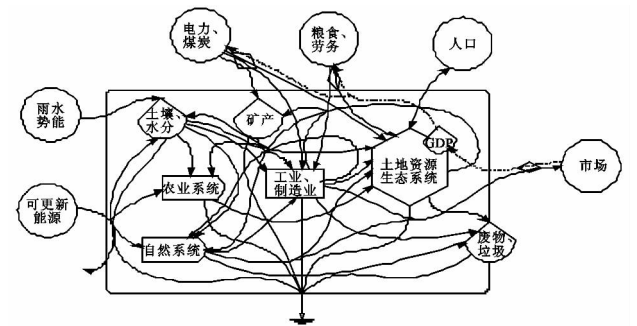 电力、
煤炭
粮食、
劳务
人口
雨水
势能
土壤、
水分
矿产
GDP
土地资源
生态系统
市场
农业系统
工业、
制造业
可更新
能源
自然系统
废物、
垃圾